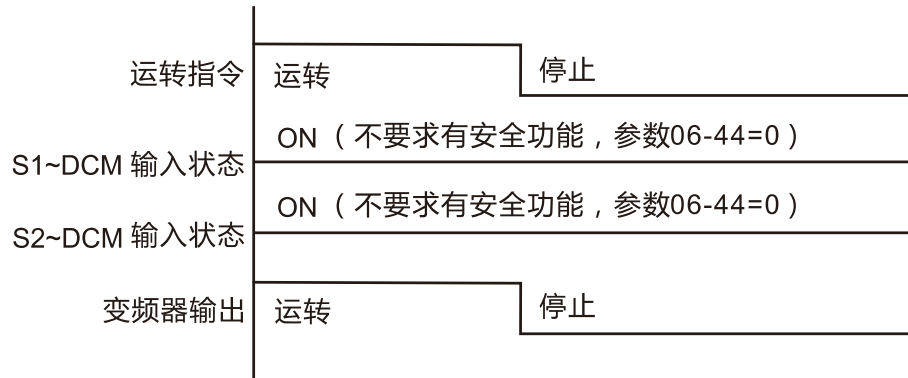 运转指令 运转 停止
ON（不要求有安全功能，参数06-44=0）
S1~DCM 输入状态
ON（不要求有安全功能，参数06-44=0）
S2~DCM 输入状态
变频器输出 运转 停止